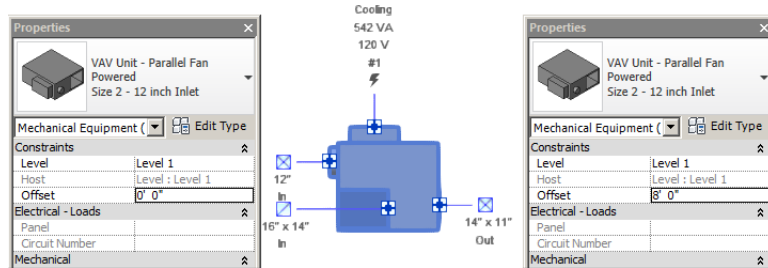 Properties
VAV Unit - Parallel Fan
Powered
Size 2 - 12 inch Inlet
Mechanical Equipment (
Edit Type
Constraints
Level Level 1
Host Level : Level 1
Offset 0' 0"
Electrical - Loads
Panel
Circuit Number
Mechanical
Cooling
542 VA
120 V
#1
12"
In
16" x 14"
In
14" x 11"
Out
Properties
VAV Unit - Parallel Fan
Powered
Size 2 - 12 inch Inlet
Mechanical Equipment (
Edit Type
Constraints
Level Level 1
Host Level : Level 1
Offset 8' 0"
Electrical - Loads
Panel
Circuit Number
Mechanical